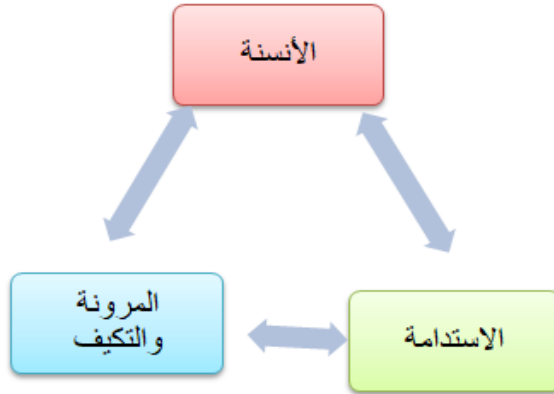 الأنسنة
المرونة
والتكيف
الاستدامة